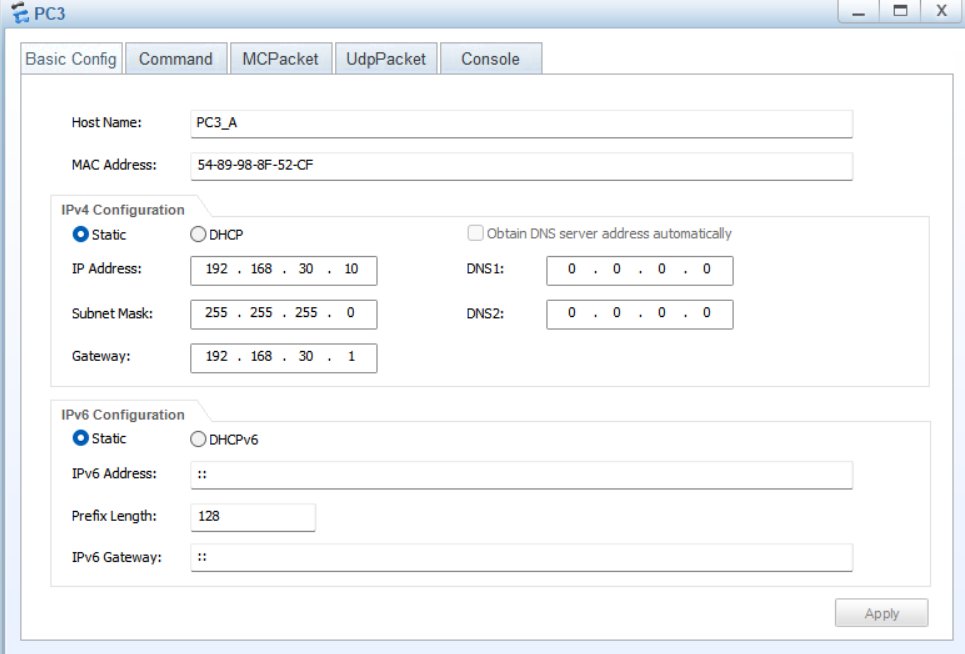 PC3
X
Basic Config Command MCPacket UdpPacket Console
Host Name: PC3_A
MAC Address: 54-89-98-8F-52-CF
IPv4 Configuration
Static DHCP Obtain DNS server address automatically
IP Address: 192 . 168 . 30 . 10 DNS1: 0 . 0 . 0 . 0
Subnet Mask: 255 . 255 . 255 . 0 DNS2: 0 . 0 . 0 . 0
Gateway: 192 . 168 . 30 . 1
IPv6 Configuration
Static DHCPv6
IPv6 Address: ::
Prefix Length: 128
IPv6 Gateway: ::
Apply